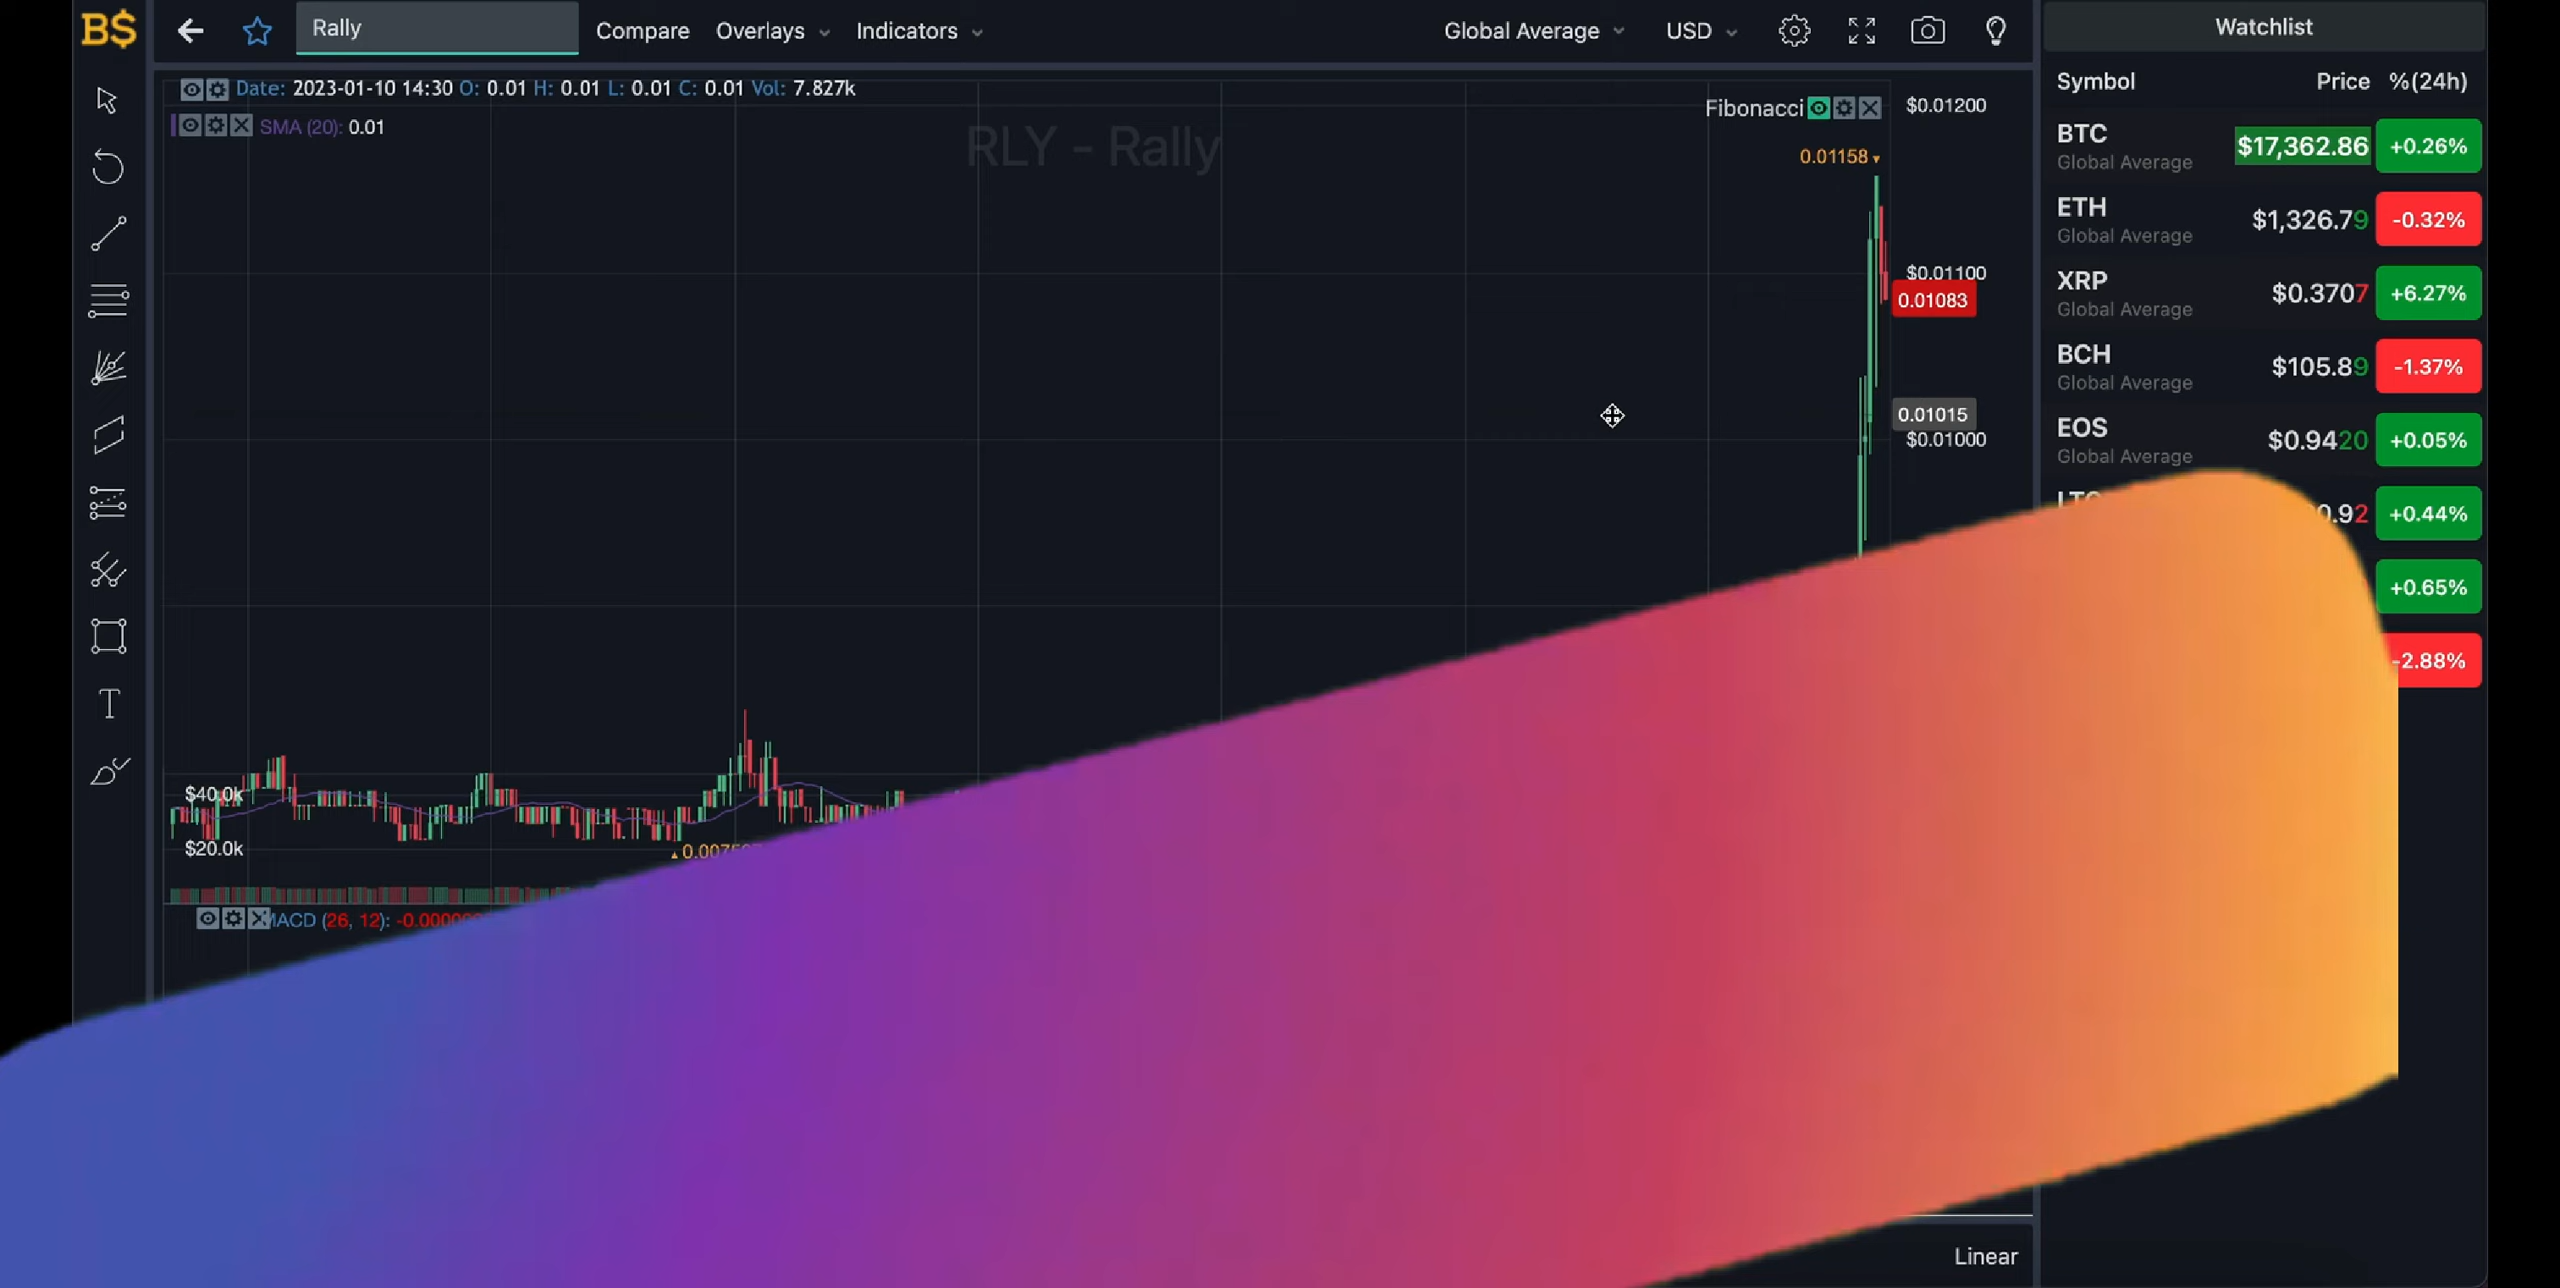 B$
Rally
Compare
Overlays
Indicators
Global Average
USD
Watchlist
Date: 2023-01-10 14:30 O: 0.01 H: 0.01 L: 0.01 C: 0.01 Vol: 7.827k
SMA (20): 0.01
RLY - Rally
Fibonacci
0.01158
$0.01200
$0.01100
0.01083
0.01015
$0.01000
$40.0k
$20.0k
MACD (26, 12):
Linear
Symbol Price %(24h)
BTC $17,362.86 +0.26%
Global Average
ETH $1,326.79 -0.32%
Global Average
XRP $0.3707 +6.27%
Global Average
BCH $105.89 -1.37%
Global Average
EOS $0.9420 +0.05%
Global Average
LTC +0.44%
+0.65%
-2.88%
T